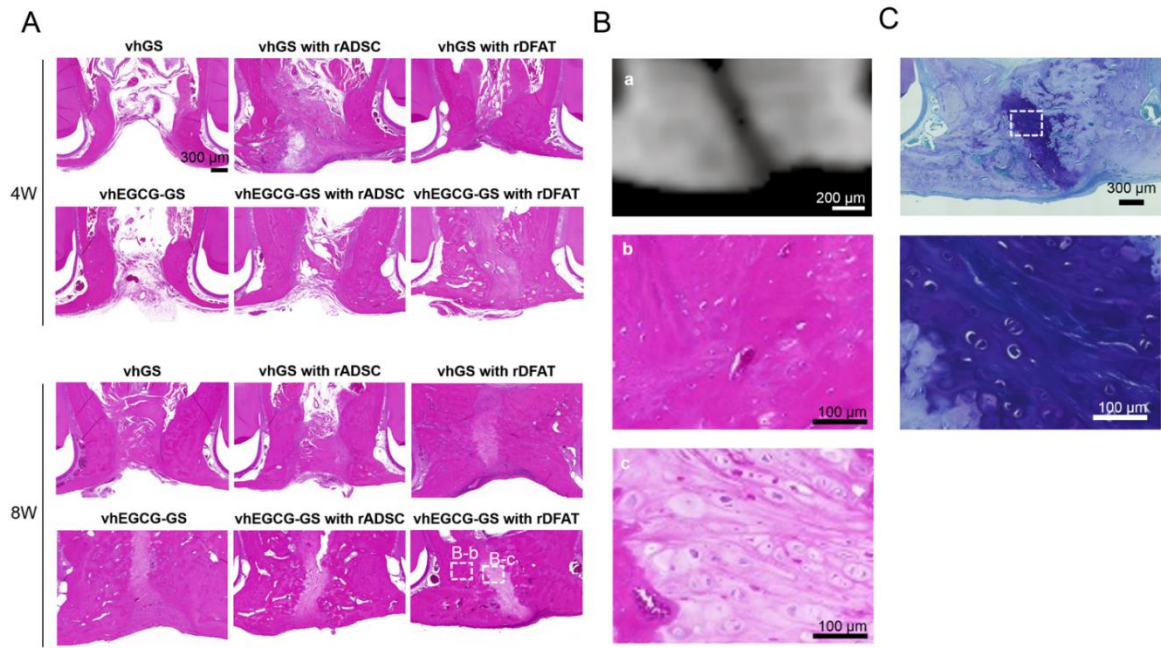 A
vhGS
vhGS with rADSC
vhGS with rDFAT
300 µm
4W
vhEGCG-GS
vhEGCG-GS with rADSC
vhEGCG-GS with rDFAT
vhGS
vhGS with rADSC
vhGS with rDFAT
8W
vhEGCG-GS
vhEGCG-GS with rADSC
vhEGCG-GS with rDFAT
B-b
B-c
B
a
200 µm
b
100 µm
c
100 µm
C
300 µm
100 µm